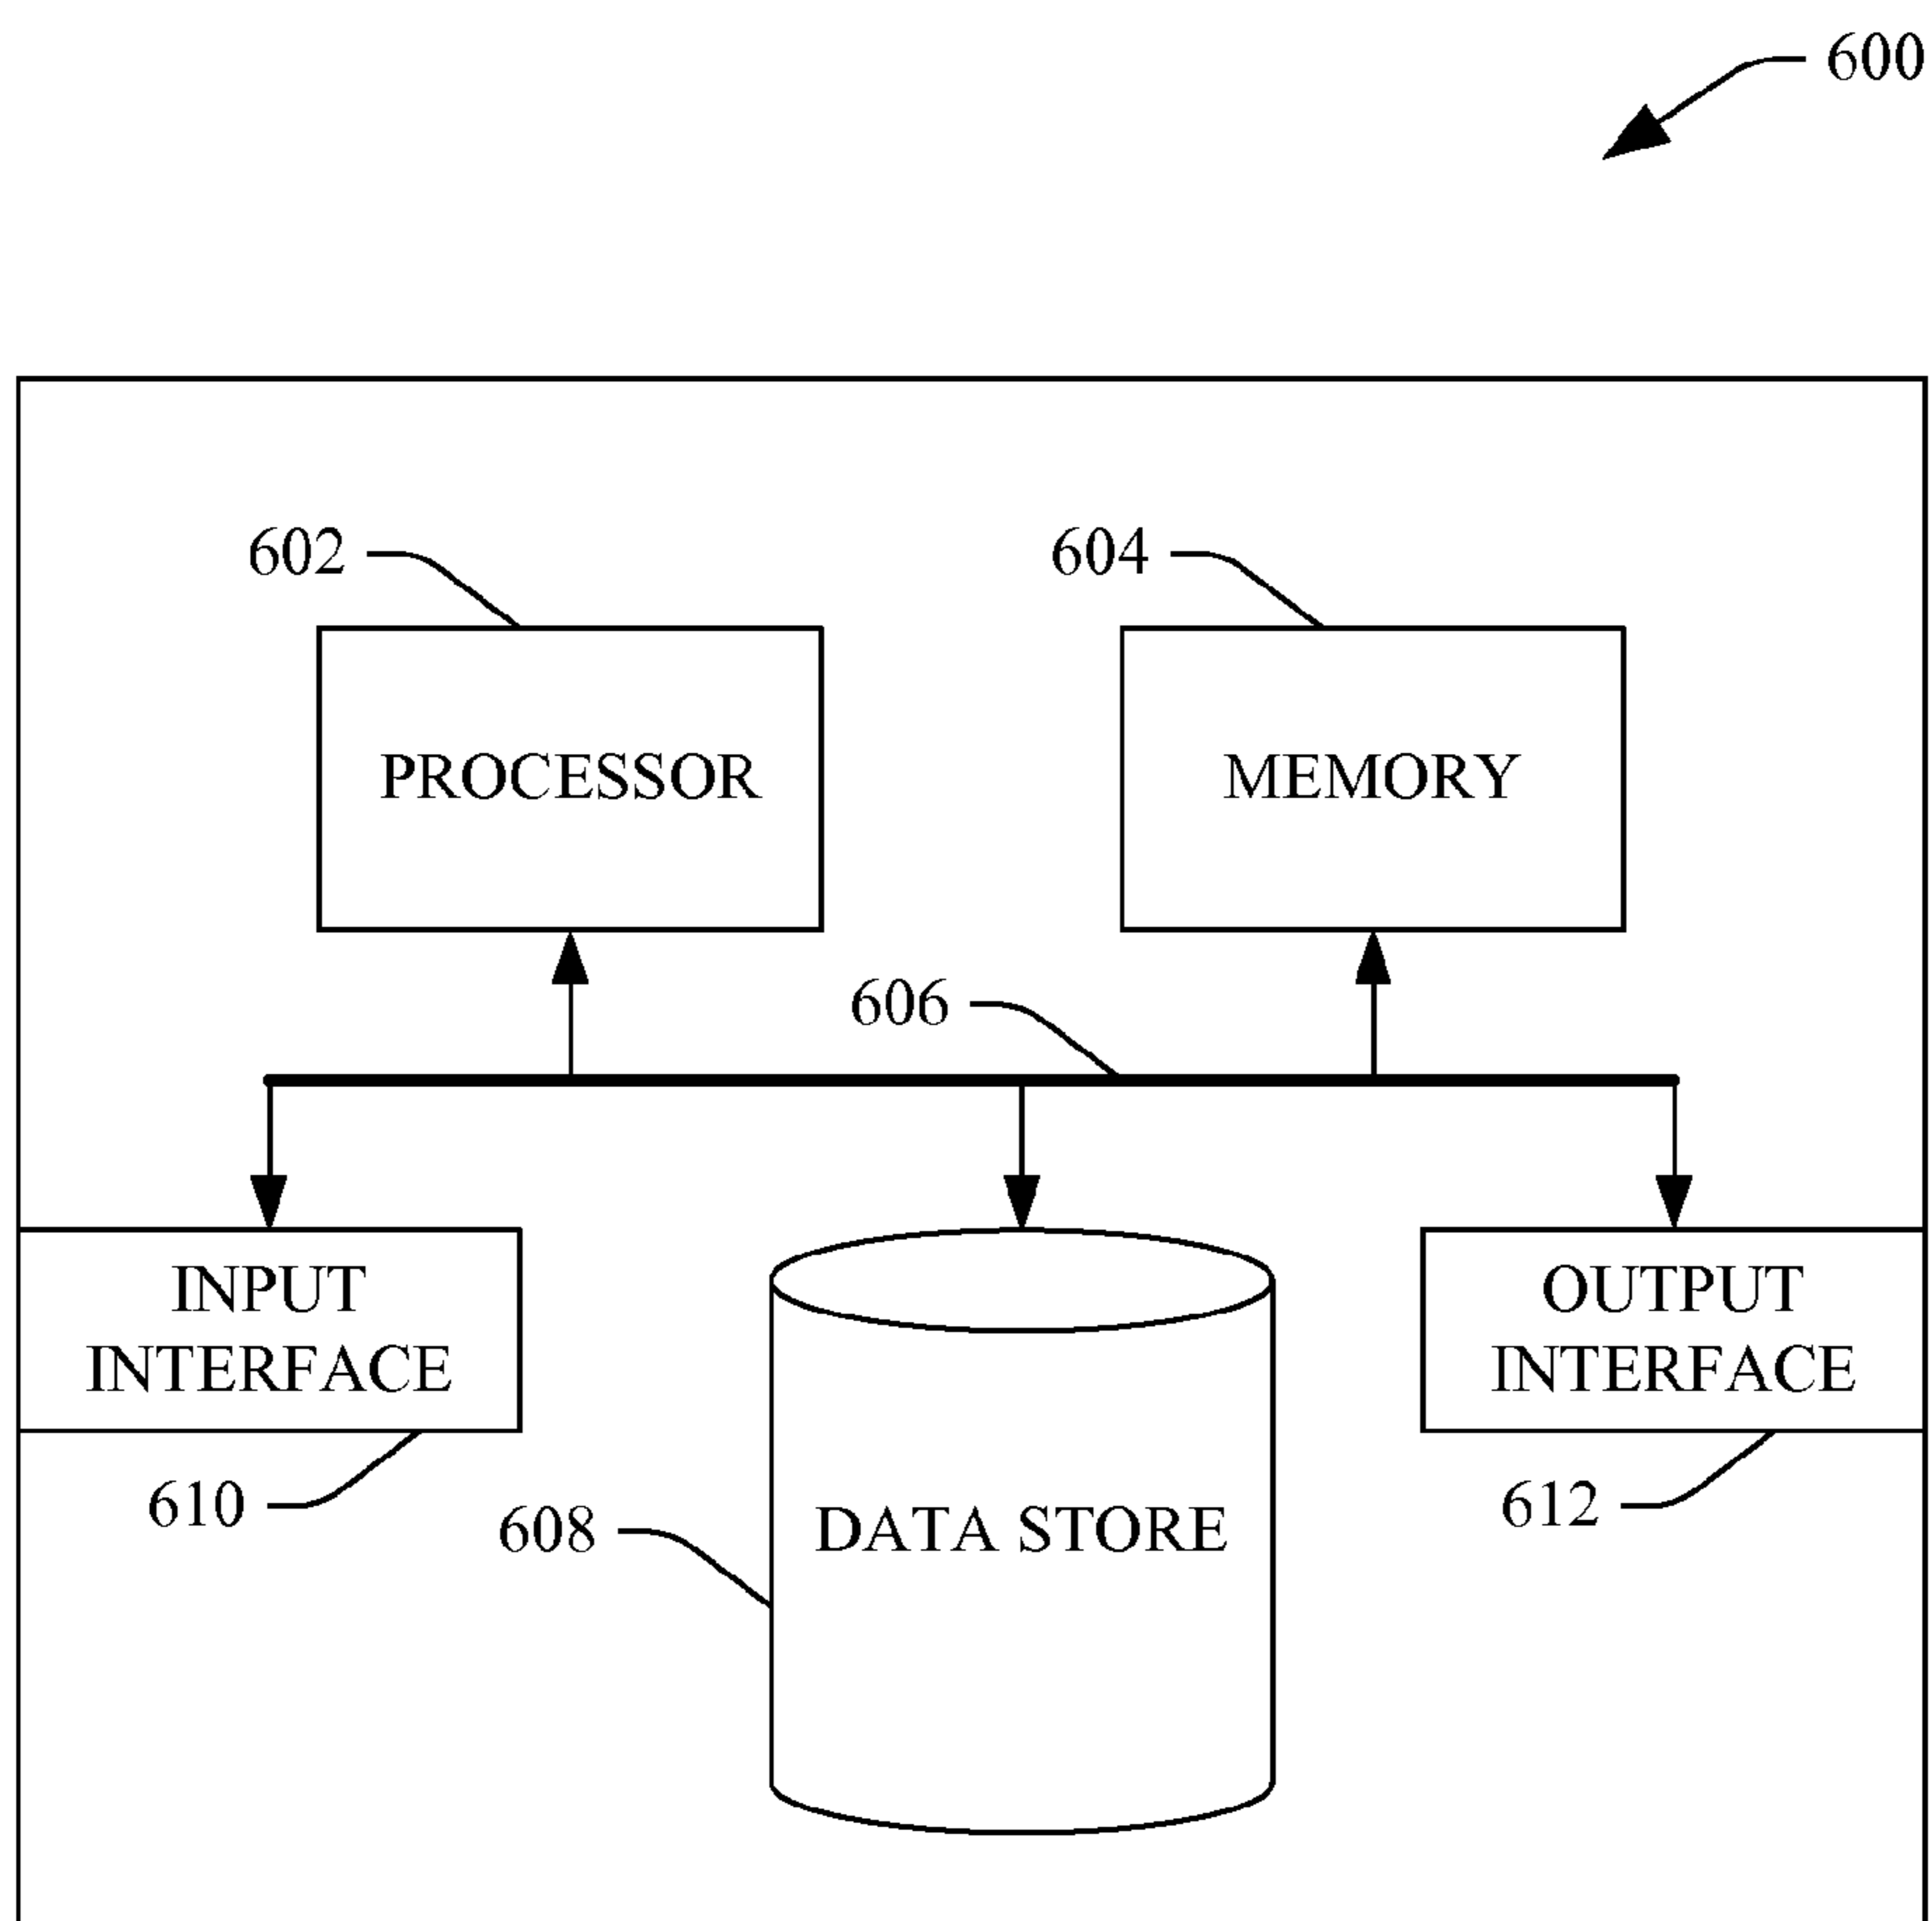 600
602
604
PROCESSOR
MEMORY
606
INPUT
INTERFACE
OUTPUT
INTERFACE
610
608
DATA STORE
612